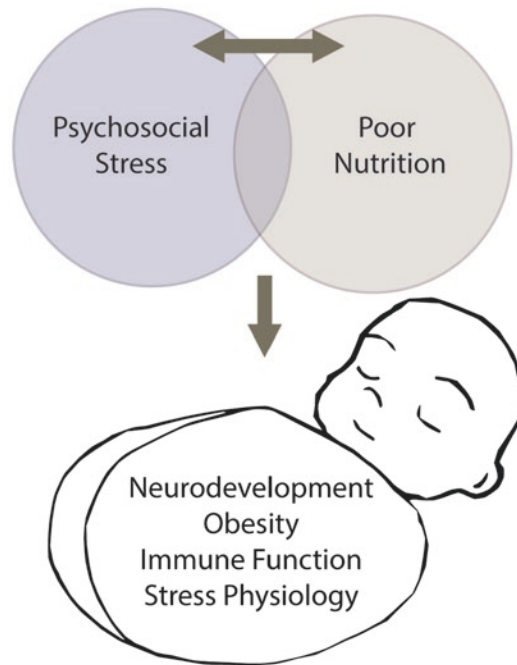 Psychosocial
Stress
Poor
Nutrition
Neurodevelopment
Obesity
Immune Function
Stress Physiology